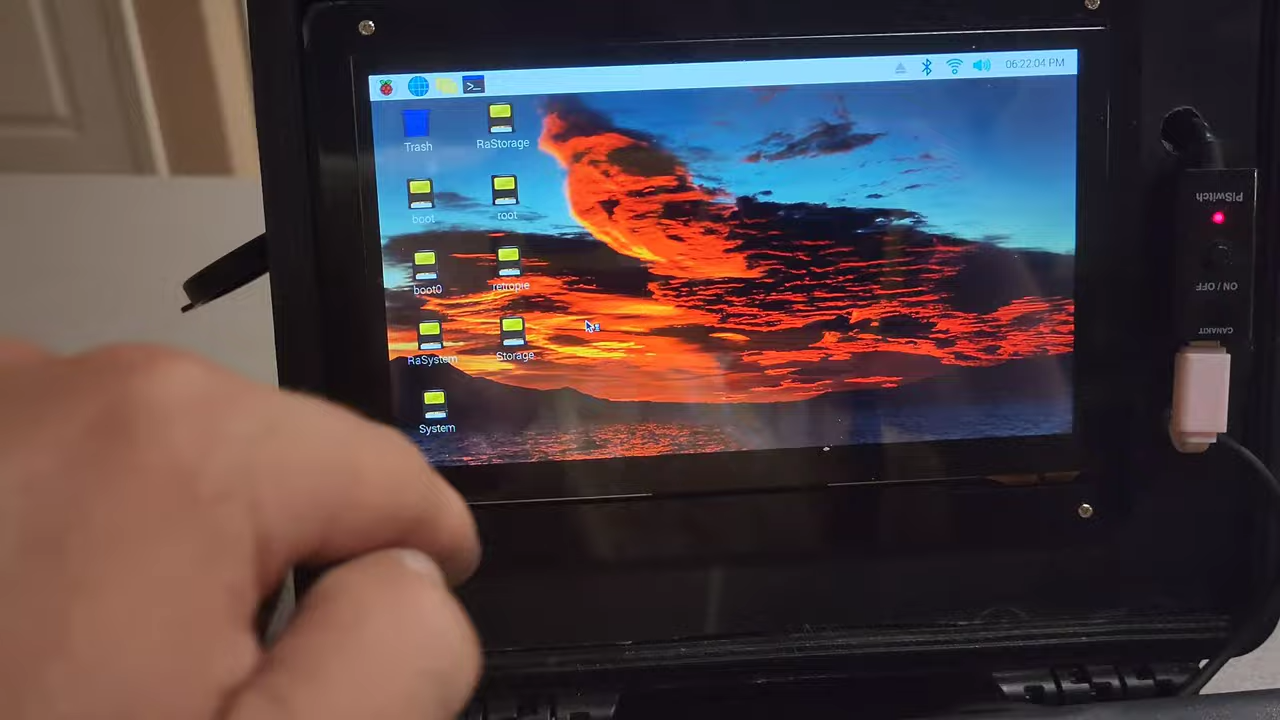 06:22:04 PM
Trash
RaStorage
boot
root
boot0
retropie
RaSystem
Storage
System
PiSwitch
ON / OFF
CANAKIT